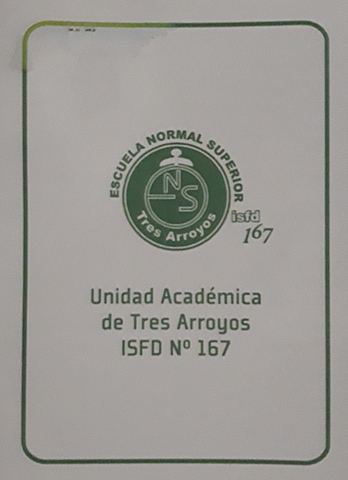 ESCUELA NORMAL SUPERIOR
NS
Tres Arroyos
isfd
167
Unidad Académica
de Tres Arroyos
ISFD Nº 167